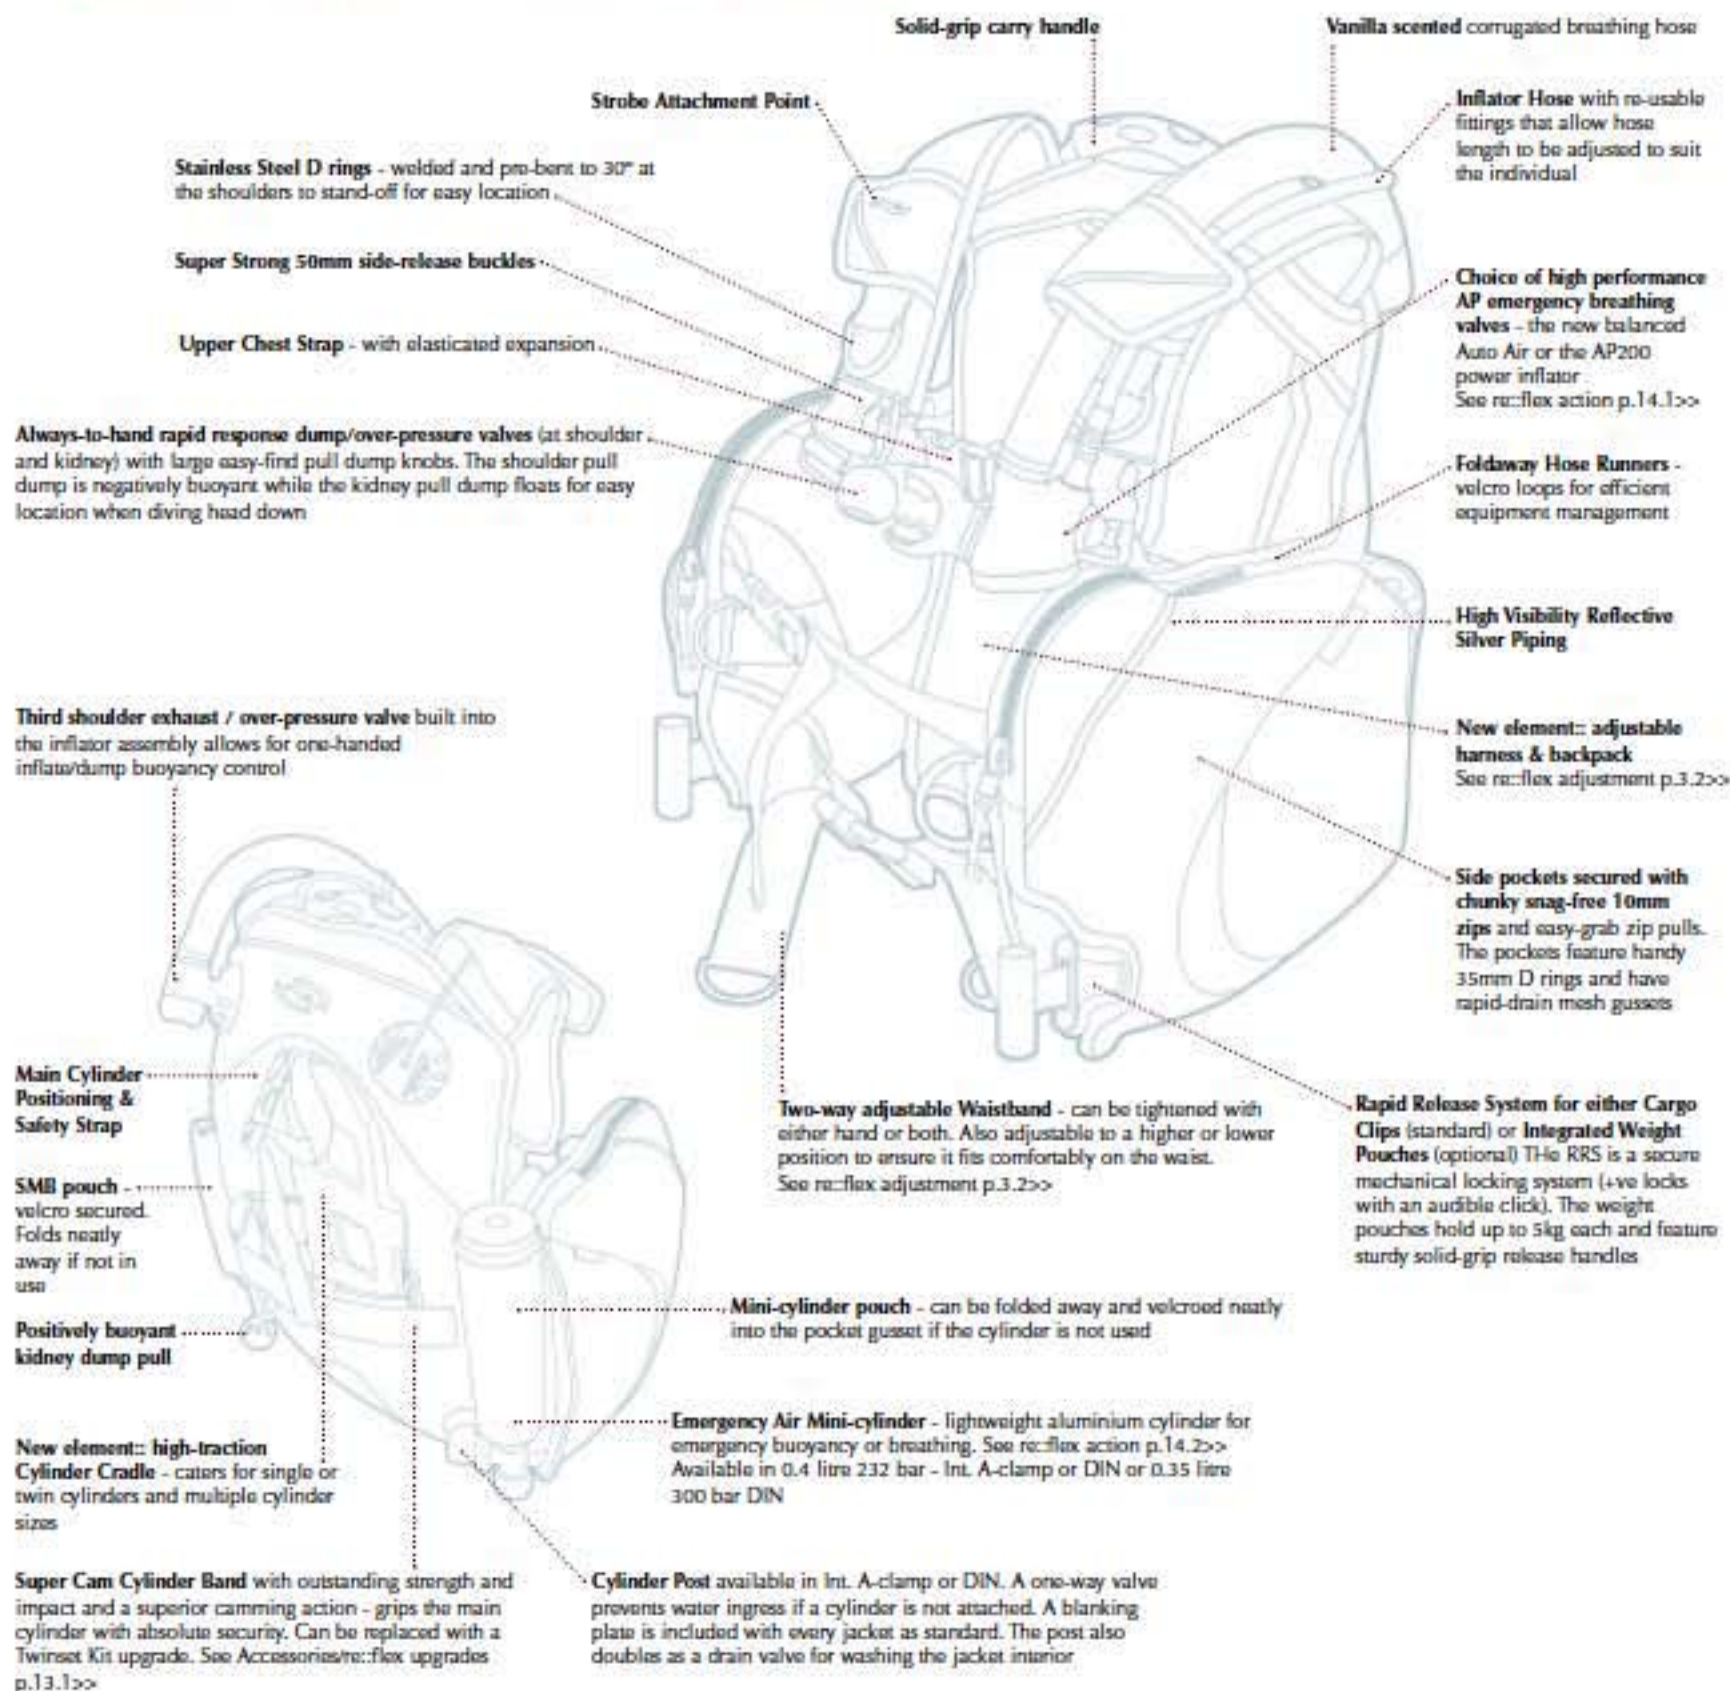 Solid-grip carry handle
Vanilla scented corrugated breathing hose
Strobe Attachment Point
Inflator Hose with re-usable
fittings that allow hose
length to be adjusted to suit
the individual
Stainless Steel D rings - welded and pre-bent to 30° at
the shoulders to stand-off for easy location
Super Strong 50mm side-release buckles
Choice of high performance
AP emergency breathing
valves - the new balanced
Auto Air or the AP200
power inflator
See re::flex action p.14.1>>
Upper Chest Strap - with elasticated expansion
Always-to-hand rapid response dump/over-pressure valves (at shoulder
and kidney) with large easy-find pull dump knobs. The shoulder pull
dump is negatively buoyant while the kidney pull dump floats for easy
location when diving head down
Foldaway Hose Runners -
velcro loops for efficient
equipment management
High Visibility Reflective
Silver Piping
Third shoulder exhaust / over-pressure valve built into
the inflator assembly allows for one-handed
inflate/dump buoyancy control
New element:: adjustable
harness & backpack
See re::flex adjustment p.3.2>>
Side pockets secured with
chunky snag-free 10mm
zips and easy-grab zip pulls.
The pockets feature handy
35mm D rings and have
rapid-drain mesh gussets
Main Cylinder
Positioning &
Safety Strap
Two-way adjustable Waistband - can be tightened with
either hand or both. Also adjustable to a higher or lower
position to ensure it fits comfortably on the waist.
See re::flex adjustment p.3.2>>
Rapid Release System for either Cargo
Clips (standard) or Integrated Weight
Pouches (optional) THe RRS is a secure
mechanical locking system (+ve locks
with an audible click). The weight
pouches hold up to 5kg each and feature
sturdy solid-grip release handles
SMB pouch -
velcro secured.
Folds neatly
away if not in
use
Mini-cylinder pouch - can be folded away and velcroed neatly
into the pocket gusset if the cylinder is not used
Positively buoyant
kidney dump pull
Emergency Air Mini-cylinder - lightweight aluminium cylinder for
emergency buoyancy or breathing. See re::flex action p.14.2>>
Available in 0.4 litre 232 bar - Int. A-clamp or DIN or 0.35 litre
300 bar DIN
New element:: high-traction
Cylinder Cradle - caters for single or
twin cylinders and multiple cylinder
sizes
Super Cam Cylinder Band with outstanding strength and
impact and a superior camming action - grips the main
cylinder with absolute security. Can be replaced with a
Twinset Kit upgrade. See Accessories/re::flex upgrades
p.13.1>>
Cylinder Post available in Int. A-clamp or DIN. A one-way valve
prevents water ingress if a cylinder is not attached. A blanking
plate is included with every jacket as standard. The post also
doubles as a drain valve for washing the jacket interior